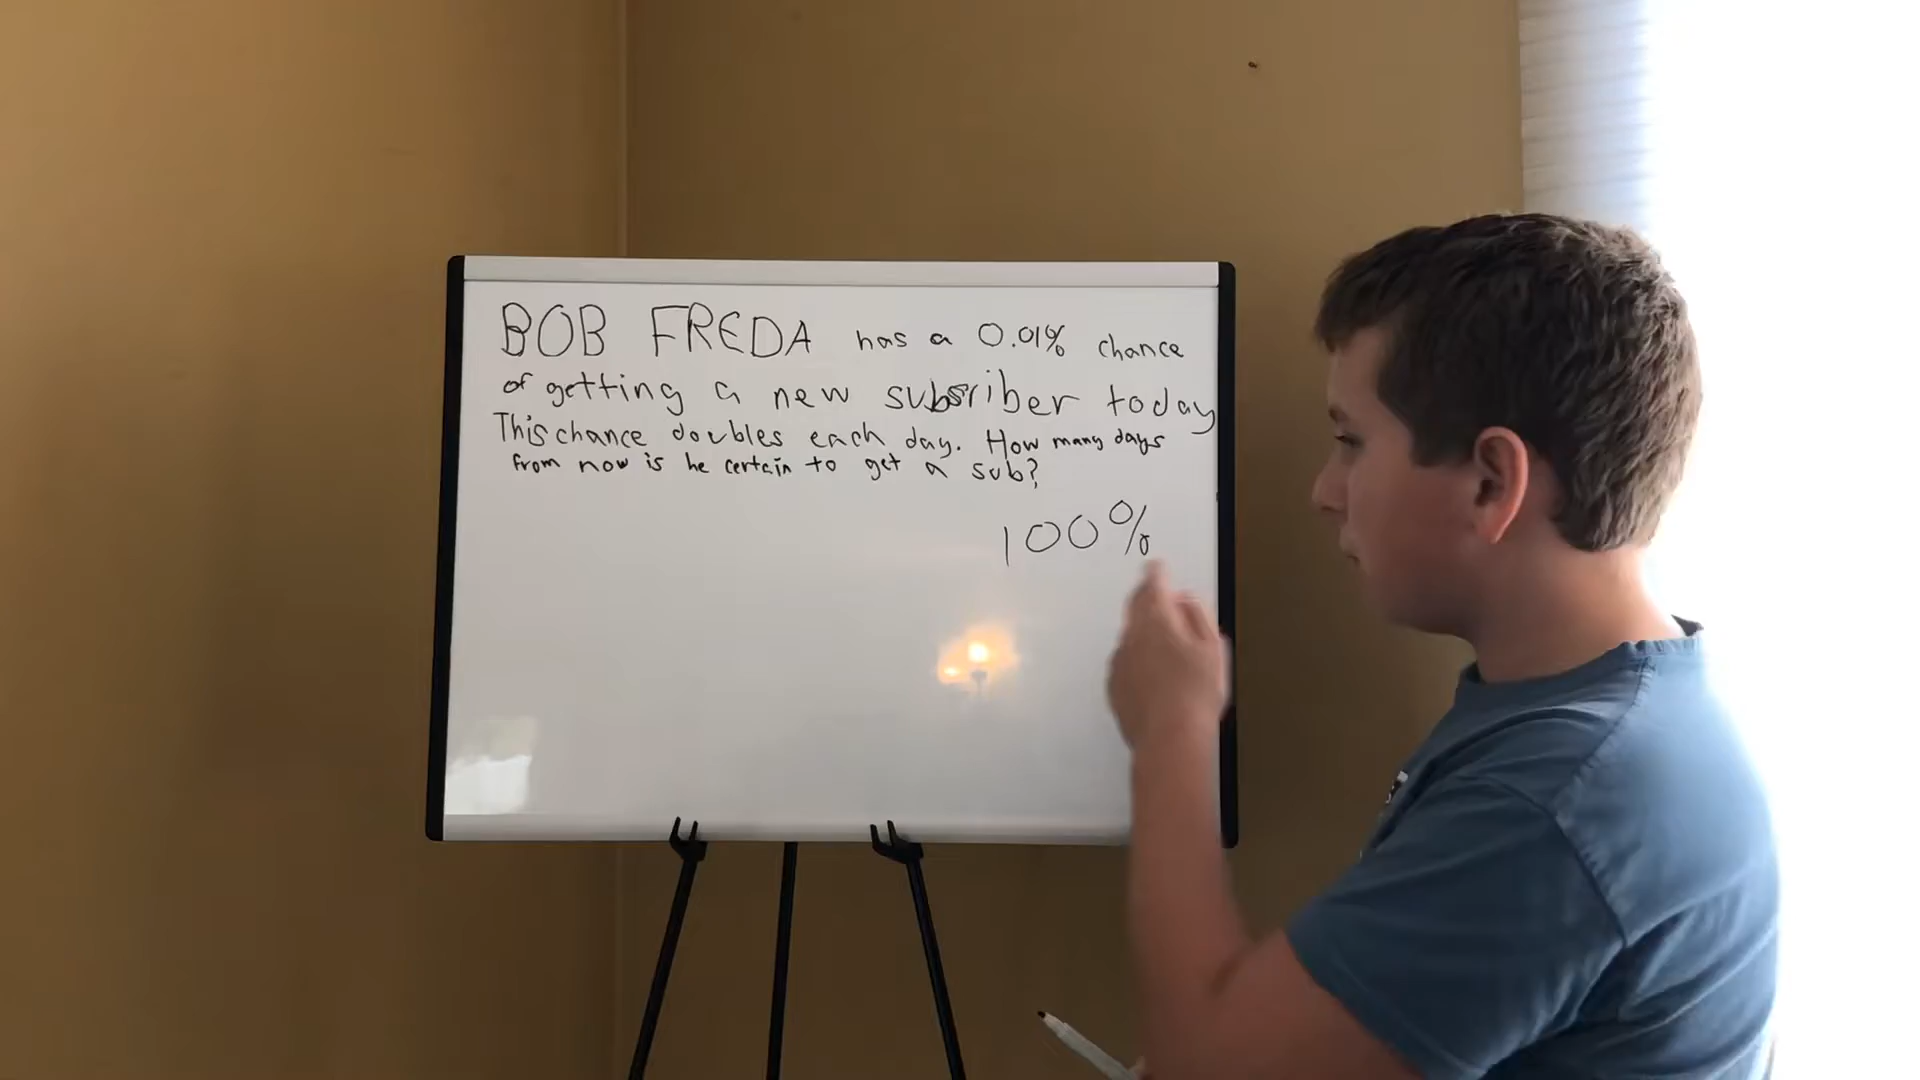 BOB FREDA has a 0.01% chance
of getting a new subsriber today
This chance doubles each day. How many days
from now is he certain to get a sub?
100%